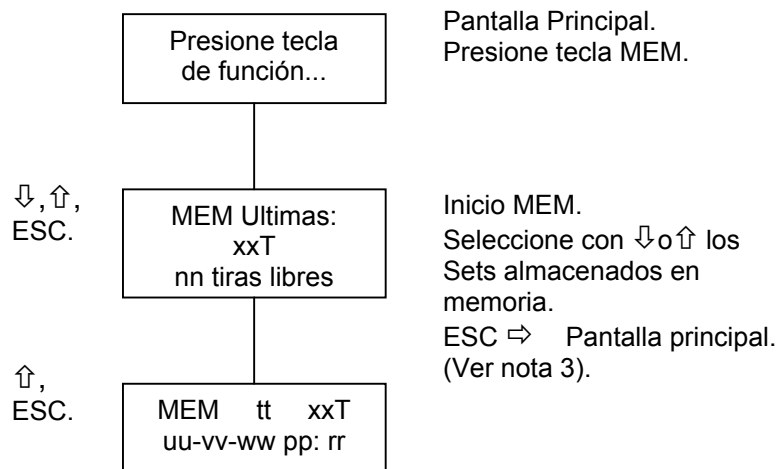 Presione tecla
de función...
Pantalla Principal.
Presione tecla MEM.
⇩,⇧,
ESC.
MEM Ultimas:
xxT
nn tiras libres
Inicio MEM.
Seleccione con ⇩o⇧ los
Sets almacenados en
memoria.
ESC ⇨ Pantalla principal.
(Ver nota 3).
⇧,
ESC.
MEM tt xxT
uu-vv-ww pp: rr